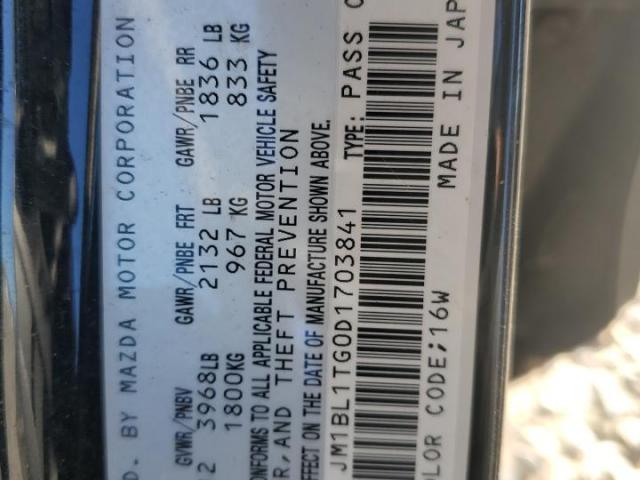 D. BY MAZDA MOTOR CORPORATION
GVWR/PNBV GAWR/PNBE FRT GAWR/PNBE RR
12 3968LB 2132 LB 1836 LB
1800KG 967 KG 833 KG
ONFORMS TO ALL APPLICABLE FEDERAL MOTOR VEHICLE SAFETY
R, AND THEFT PREVENTION
EFFECT ON THE DATE OF MANUFACTURE SHOWN ABOVE.
JM1BL1TG0D1703841 TYPE: PASS C
OLOR CODE;16W MADE IN JAP